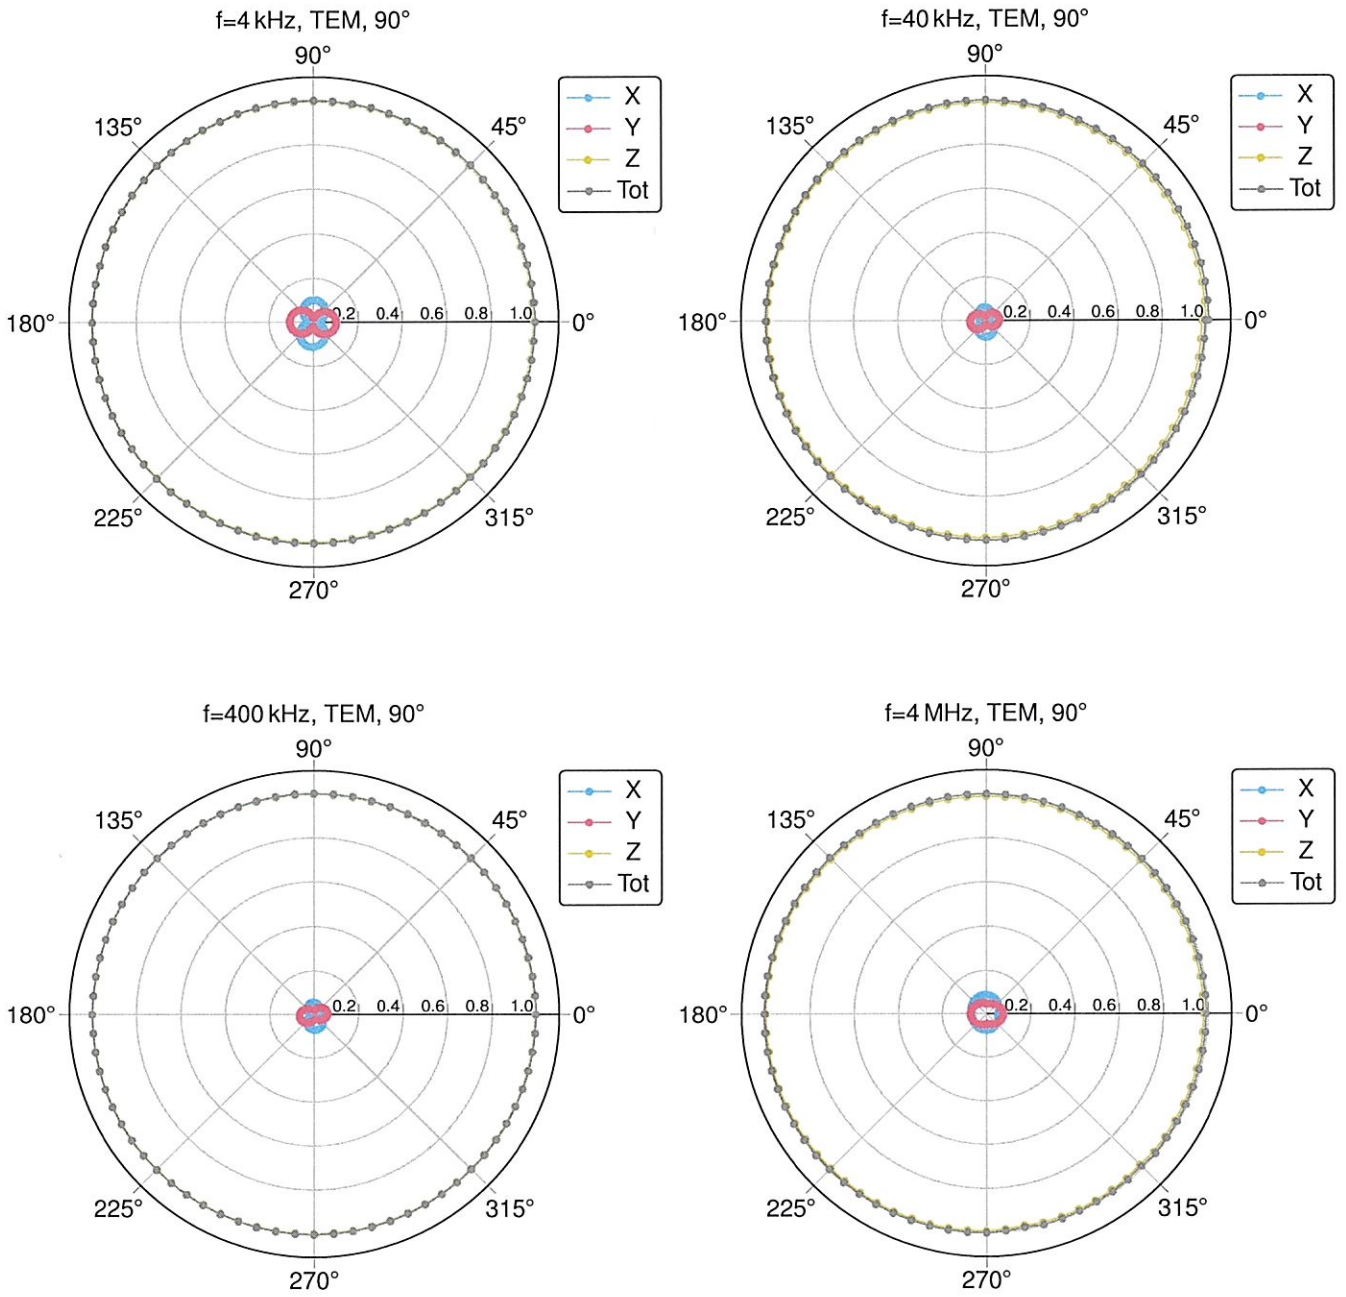 f=4 kHz, TEM, 90°
90°
135°
45°
180°
0.2 0.4 0.6 0.8 1.0
0°
225°
315°
270°
X
Y
Z
Tot
f=40 kHz, TEM, 90°
90°
135°
45°
180°
0.2 0.4 0.6 0.8 1.0
0°
225°
315°
270°
X
Y
Z
Tot
f=400 kHz, TEM, 90°
90°
135°
45°
180°
0.2 0.4 0.6 0.8 1.0
0°
225°
315°
270°
X
Y
Z
Tot
f=4 MHz, TEM, 90°
90°
135°
45°
180°
0.2 0.4 0.6 0.8 1.0
0°
225°
315°
270°
X
Y
Z
Tot